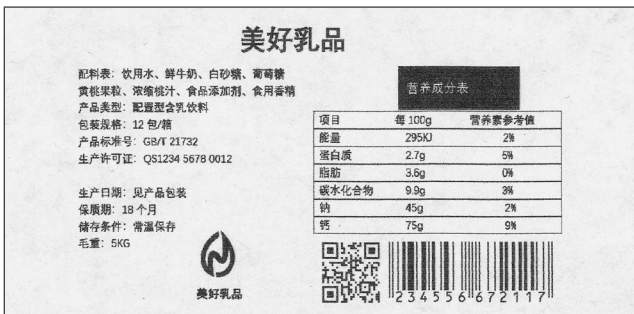 美好乳品
配料表：饮用水、鲜牛奶、白砂糖、葡萄糖
黄桃果粒、浓缩桃汁、食品添加剂、食用香精
产品类型：配置型含乳饮料
包装规格：12 包/箱
产品标准号：GB/T 21732
生产许可证：QS1234 5678 0012
生产日期：见产品包装
保质期：18 个月
储存条件：常温保存
毛重：5KG
美好乳品
营养成分表
项目 每 100g 营养素参考值
能量 295KJ 2%
蛋白质 2.7g 5%
脂肪 3.6g 0%
碳水化合物 9.9g 3%
钠 45g 2%
钙 75g 9%
234556672117